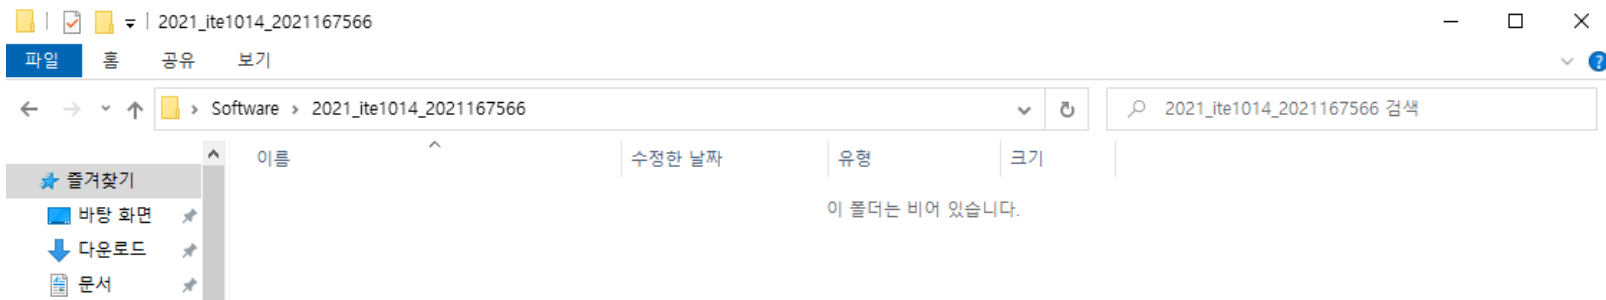 2021_ite1014_2021167566
파일 홈 공유 보기
Software > 2021_ite1014_2021167566 2021_ite1014_2021167566 검색
이름 수정한 날짜 유형 크기
즐겨찾기
이 폴더는 비어 있습니다.
바탕 화면
다운로드
문서